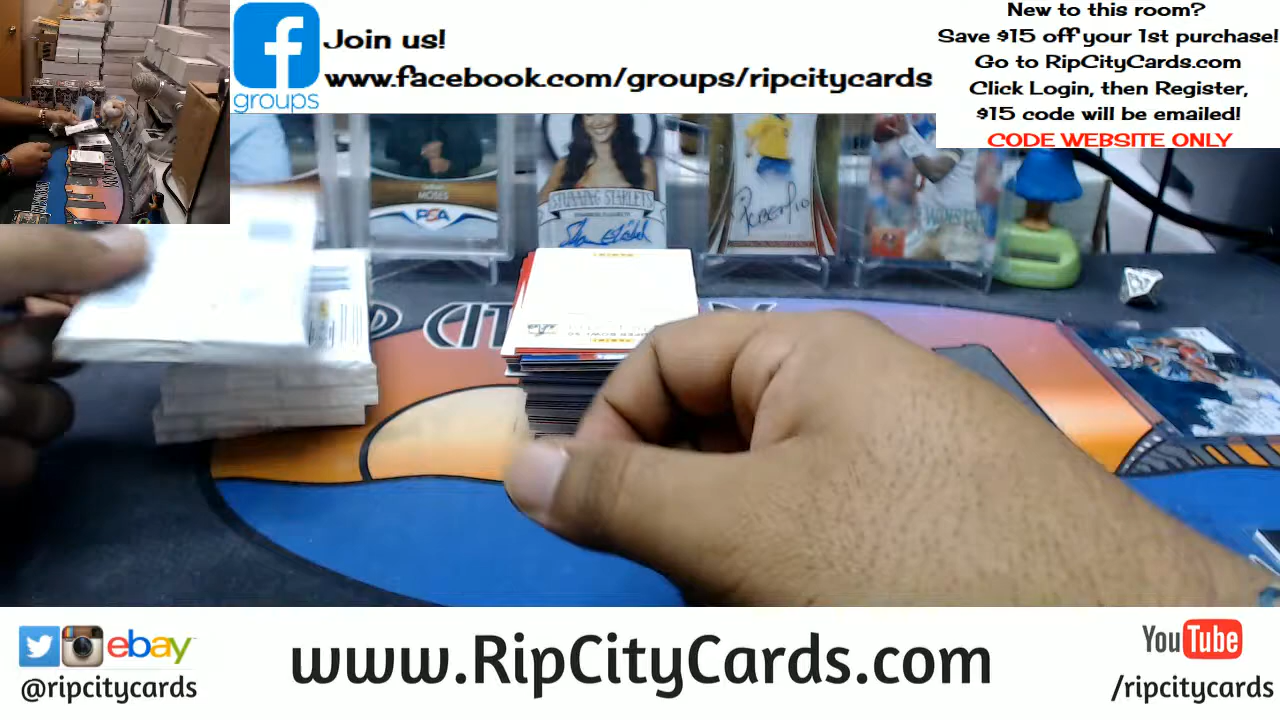 Join us!
www.facebook.com/groups/ripcitycards
groups
New to this room?
Save $15 off your 1st purchase!
Go to RipCityCards.com
Click Login, then Register,
$15 code will be emailed!
CODE WEBSITE ONLY
MOSES
PSA
STUNNING STARLETS
CIT
ebay
@ripcitycards
www.RipCityCards.com
YouTube
/ripcitycards